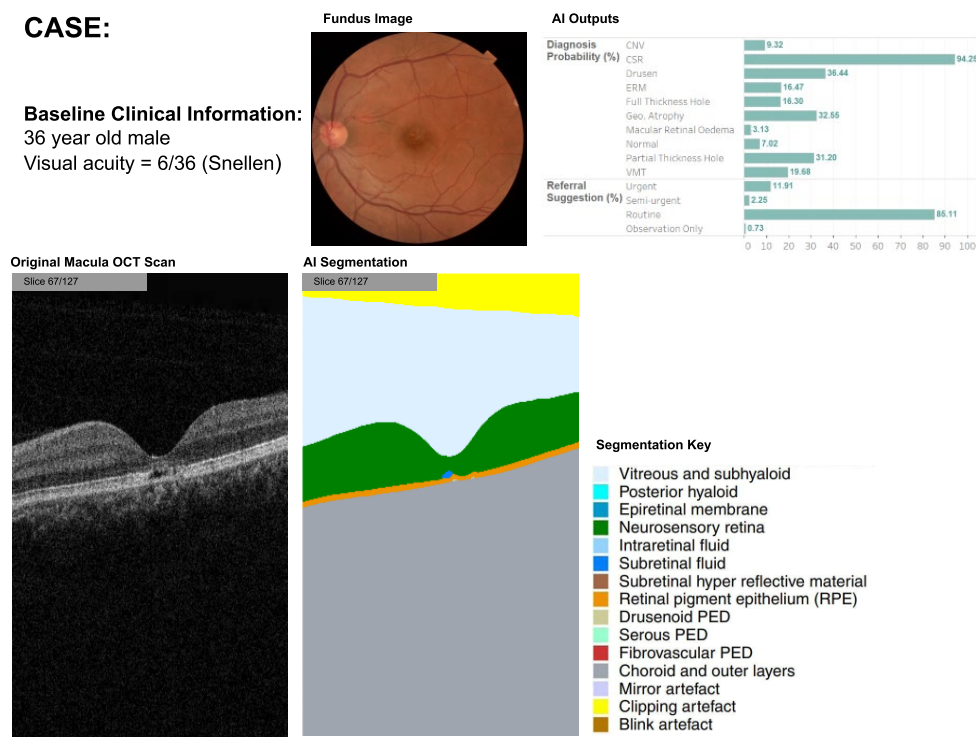 CASE:
Baseline Clinical Information:
36 year old male
Visual acuity = 6/36 (Snellen)
Fundus Image
AI Outputs
Diagnosis
Probability (%)
CNV 9.32
CSR 94.25
Drusen 36.44
ERM 16.47
Full Thickness Hole 16.30
Geo. Atrophy 32.55
Macular Retinal Oedema 3.13
Normal 7.02
Partial Thickness Hole 31.20
VMT 19.68
Referral
Suggestion (%)
Urgent 11.91
Semi-urgent 2.25
Routine 85.11
Observation Only 0.73
0 10 20 30 40 50 60 70 80 90 100
Original Macula OCT Scan
Slice 67/127
AI Segmentation
Slice 67/127
Segmentation Key
Vitreous and subhyaloid
Posterior hyaloid
Epiretinal membrane
Neurosensory retina
Intraretinal fluid
Subretinal fluid
Subretinal hyper reflective material
Retinal pigment epithelium (RPE)
Drusenoid PED
Serous PED
Fibrovascular PED
Choroid and outer layers
Mirror artefact
Clipping artefact
Blink artefact